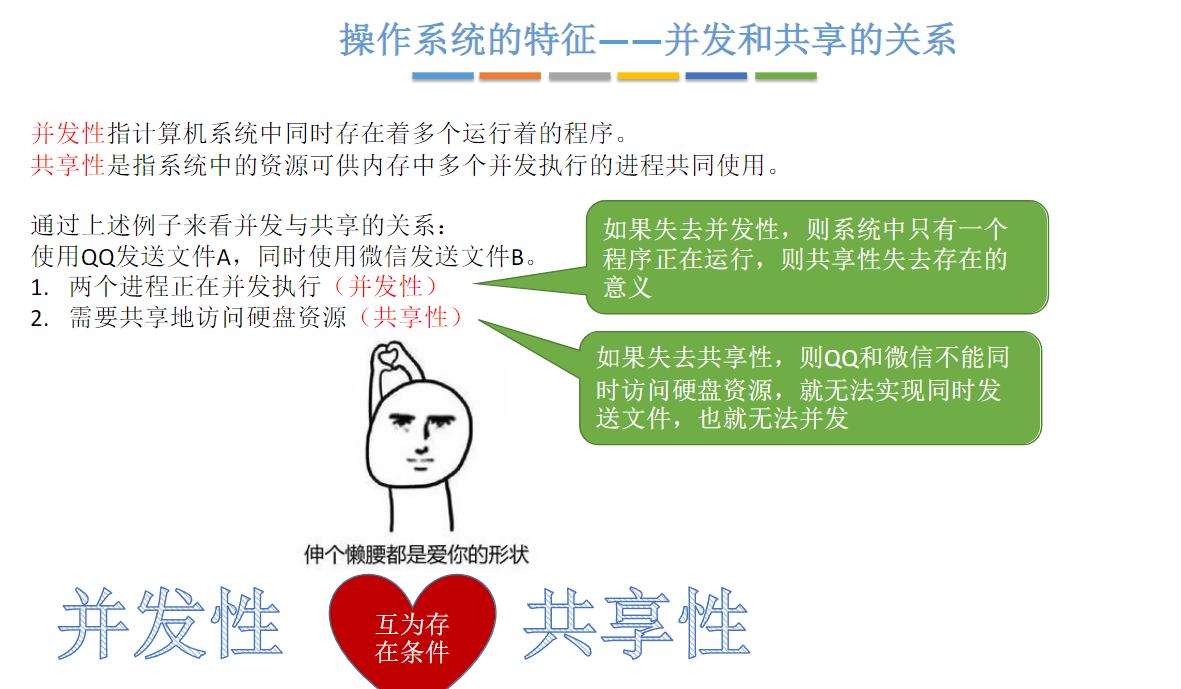 操作系统的特征——并发和共享的关系
并发性指计算机系统中同时存在着多个运行着的程序。
共享性是指系统中的资源可供内存中多个并发执行的进程共同使用。
通过上述例子来看并发与共享的关系：
使用QQ发送文件A，同时使用微信发送文件B。
1. 两个进程正在并发执行（并发性）
2. 需要共享地访问硬盘资源（共享性）
如果失去并发性，则系统中只有一个
程序正在运行，则共享性失去存在的
意义
如果失去共享性，则QQ和微信不能同
时访问硬盘资源，就无法实现同时发
送文件，也就无法并发
伸个懒腰都是爱你的形状
并发性
互为存
在条件
共享性